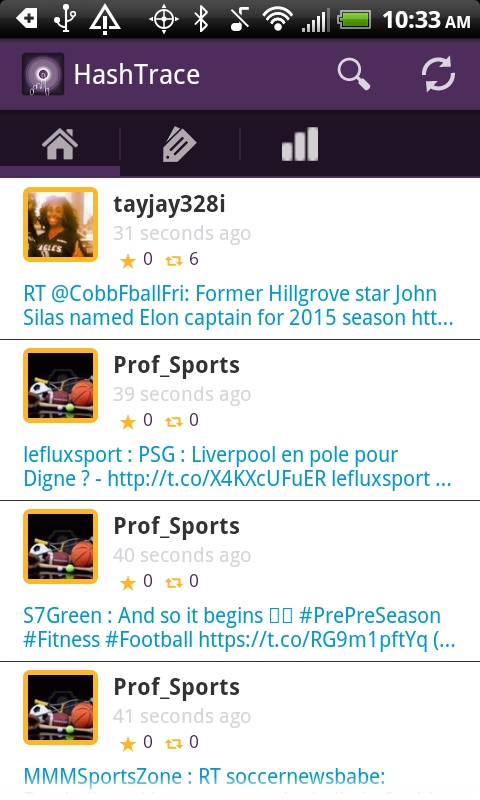 10:33 AM
HashTrace
tayjay328i
31 seconds ago
0 6
RT @CobbFballFri: Former Hillgrove star John
Silas named Elon captain for 2015 season htt...
Prof_Sports
39 seconds ago
0 0
lefluxsport : PSG : Liverpool en pole pour
Digne ? - http://t.co/X4KXcUFuER lefluxsport ...
Prof_Sports
40 seconds ago
0 0
S7Green : And so it begins #PrePreSeason
#Fitness #Football https://t.co/RG9m1pftYq (...
Prof_Sports
41 seconds ago
0 0
MMMSportsZone : RT soccernewsbabe: